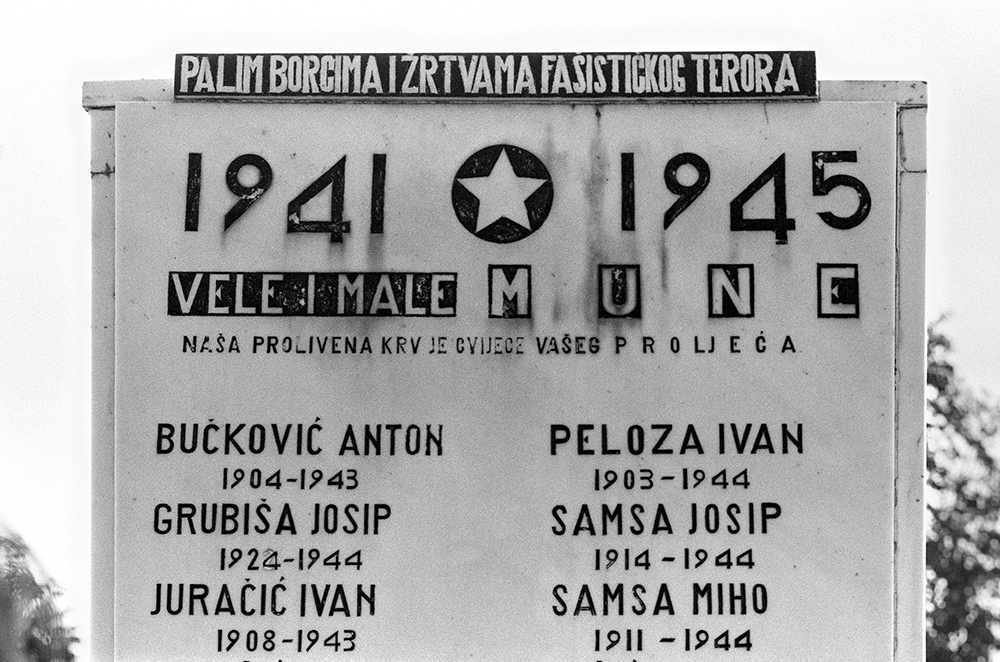 PALIM BORCIMA I ŽRTVAMA FAŠISTIČKOG TERORA
1941 1945
VELE I MALE MUNE
NAŠA PROLIVENA KRV JE CVIJEĆE VAŠEG PROLJEĆA
BUČKOVIĆ ANTON PELOZA IVAN
1904-1943 1903-1944
GRUBIŠA JOSIP SAMSA JOSIP
1924-1944 1914-1944
JURAČIĆ IVAN SAMSA MIHO
1908-1943 1911-1944